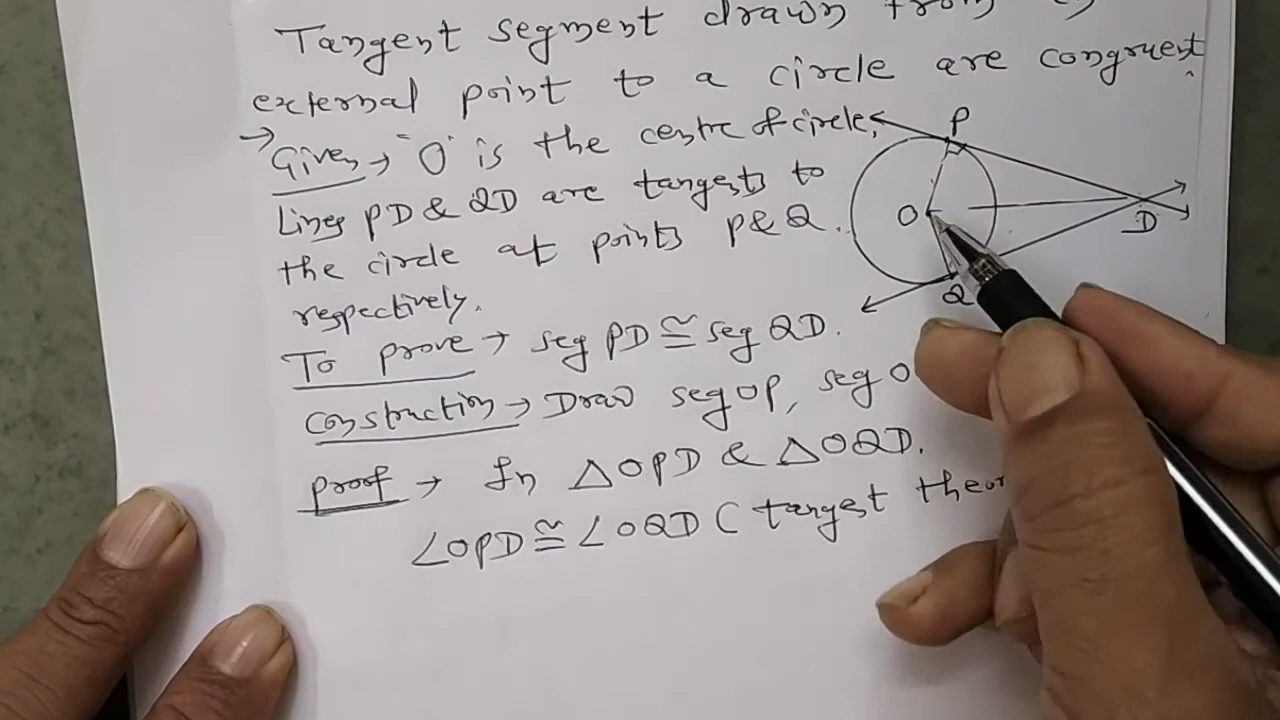 Tangent segment drawn from
external point to a circle are congruent.
→ Given → "O" is the centre of circle,
Lines PD & QD are tangents to
the circle at points P & Q.
respectively.
To prove → seg PD ≅ seg QD.
construction → Draw seg OP, seg O
proof → In △OPD & △OQD.
∠OPD ≅ ∠OQD ( tangent theor
P
O
D
Q